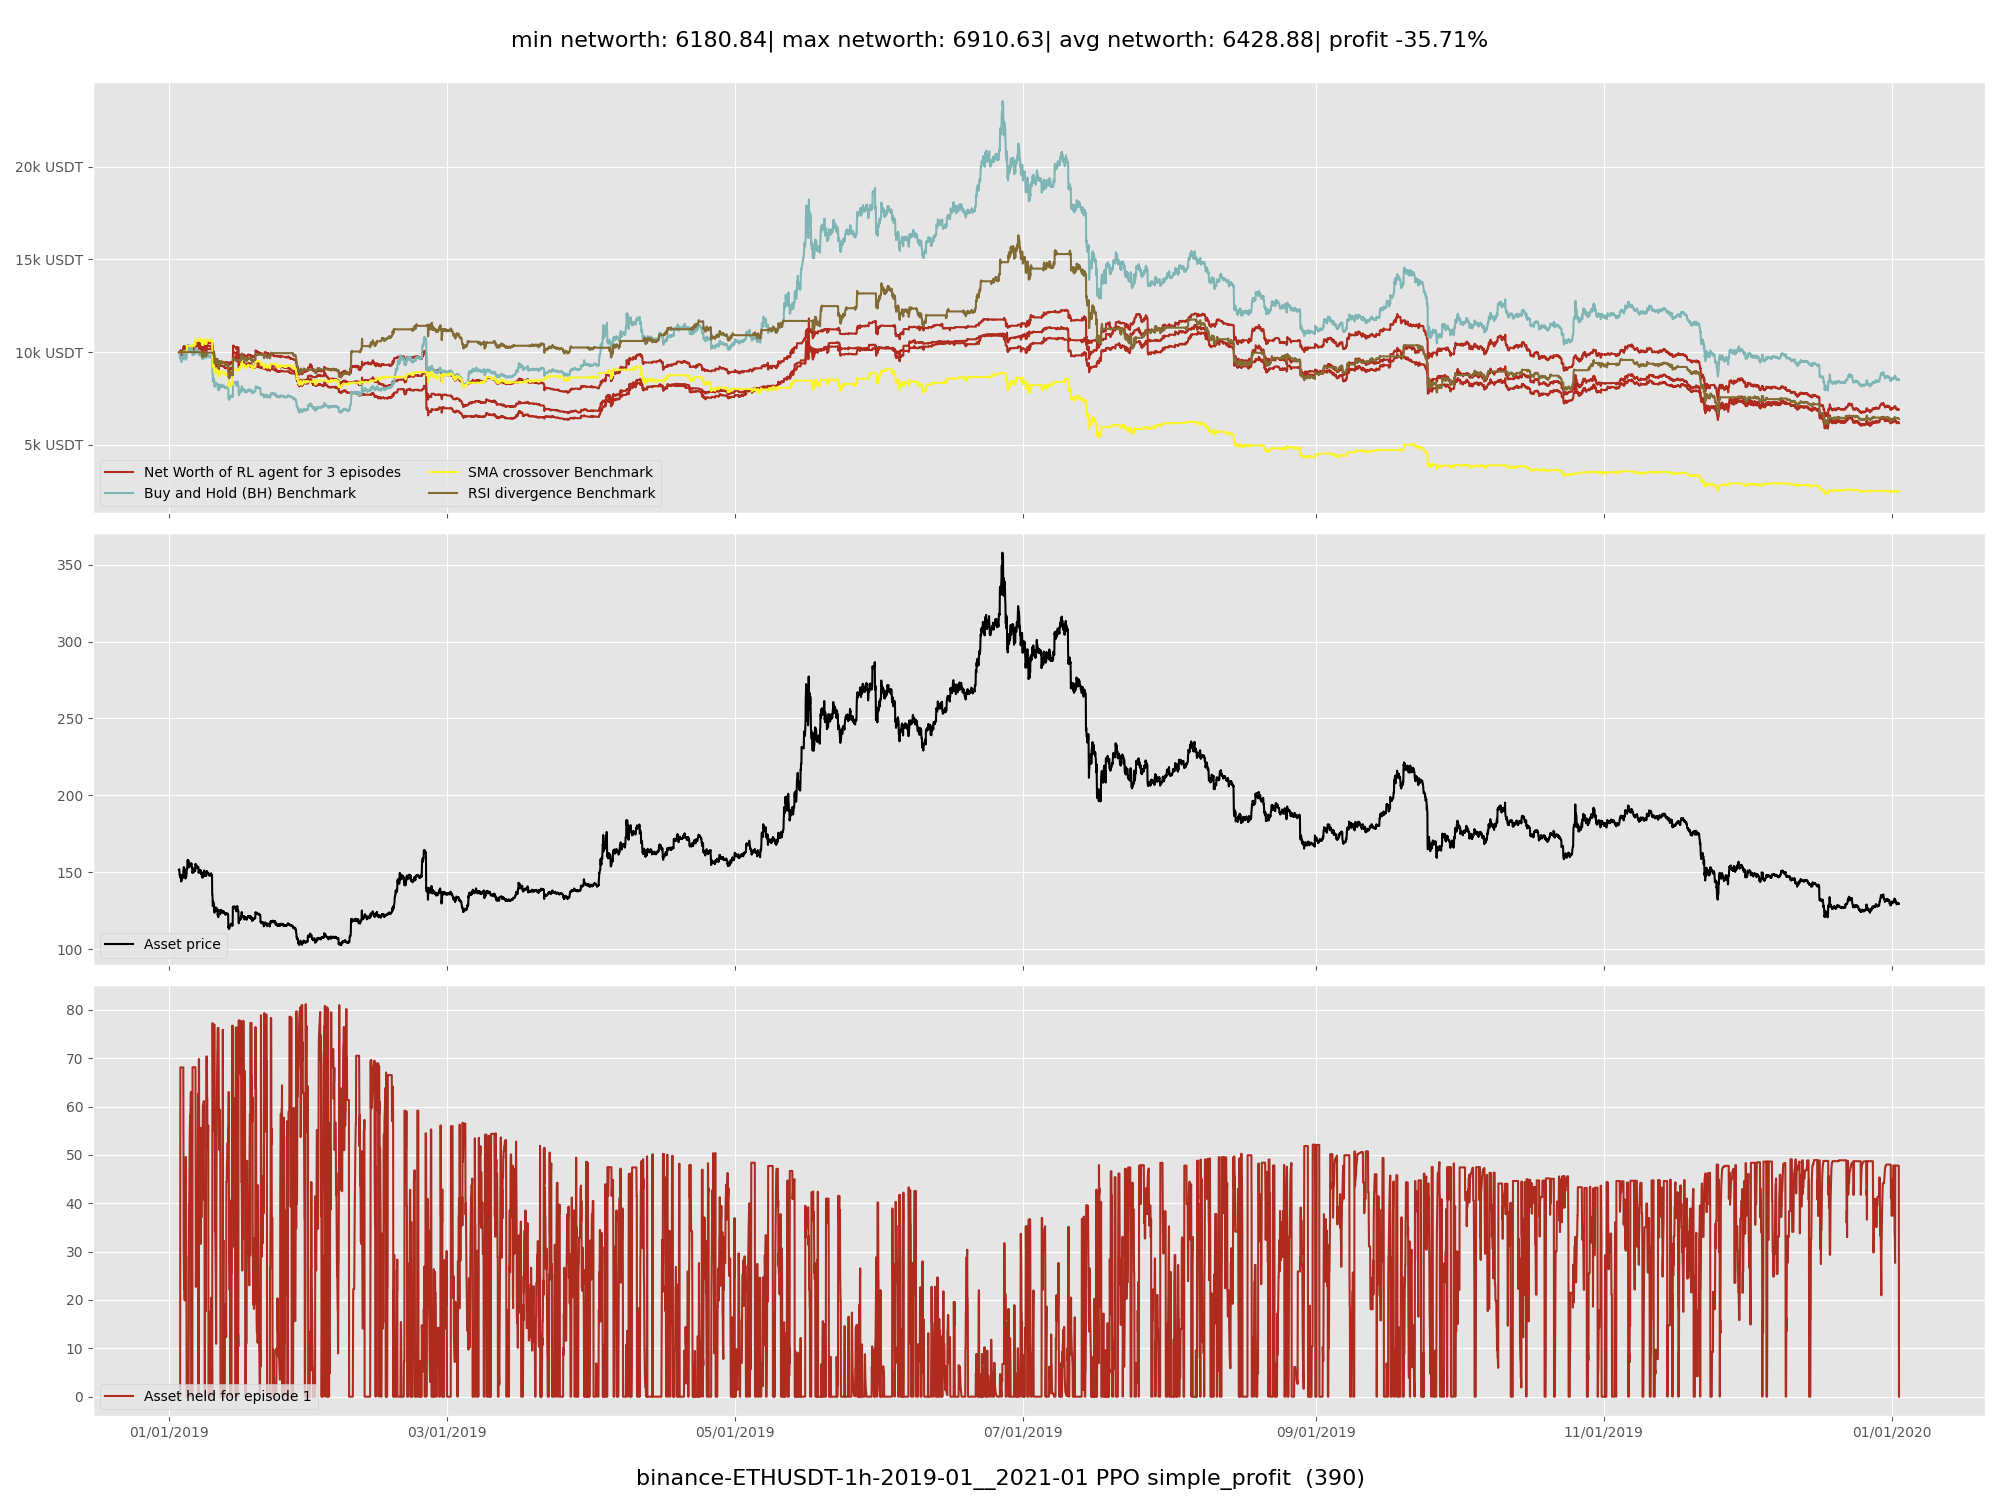 min networth: 6180.84| max networth: 6910.63| avg networth: 6428.88| profit -35.71%
20k USDT
15k USDT
10k USDT
5k USDT
Net Worth of RL agent for 3 episodes
Buy and Hold (BH) Benchmark
SMA crossover Benchmark
RSI divergence Benchmark
350
300
250
200
150
100
Asset price
80
70
60
50
40
30
20
10
0
Asset held for episode 1
01/01/2019 03/01/2019 05/01/2019 07/01/2019 09/01/2019 11/01/2019 01/01/2020
binance-ETHUSDT-1h-2019-01__2021-01 PPO simple_profit (390)